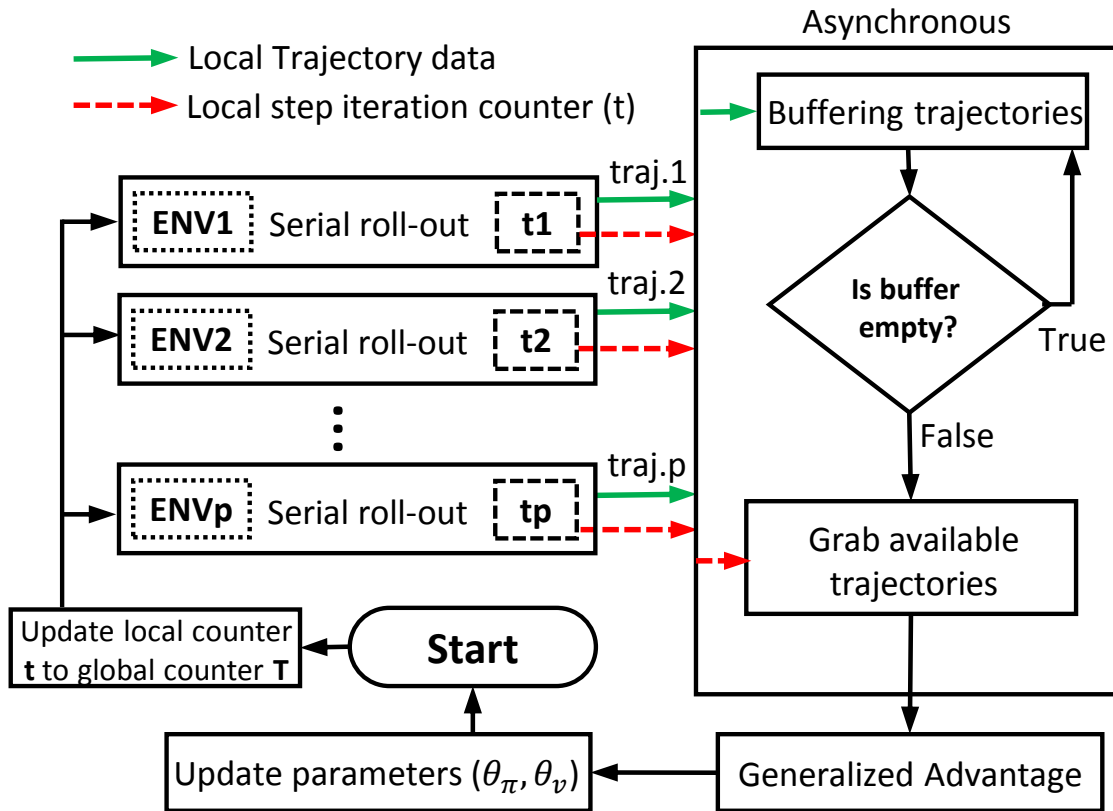 Asynchronous
Local Trajectory data
Local step iteration counter (t)
Buffering trajectories
traj.1
ENV1 Serial roll-out t1
traj.2
ENV2 Serial roll-out t2
Is buffer
empty?
True
False
traj.p
ENVp Serial roll-out tp
Grab available
trajectories
Update local counter
t to global counter T
Start
Update parameters (θ_π, θ_v)
Generalized Advantage